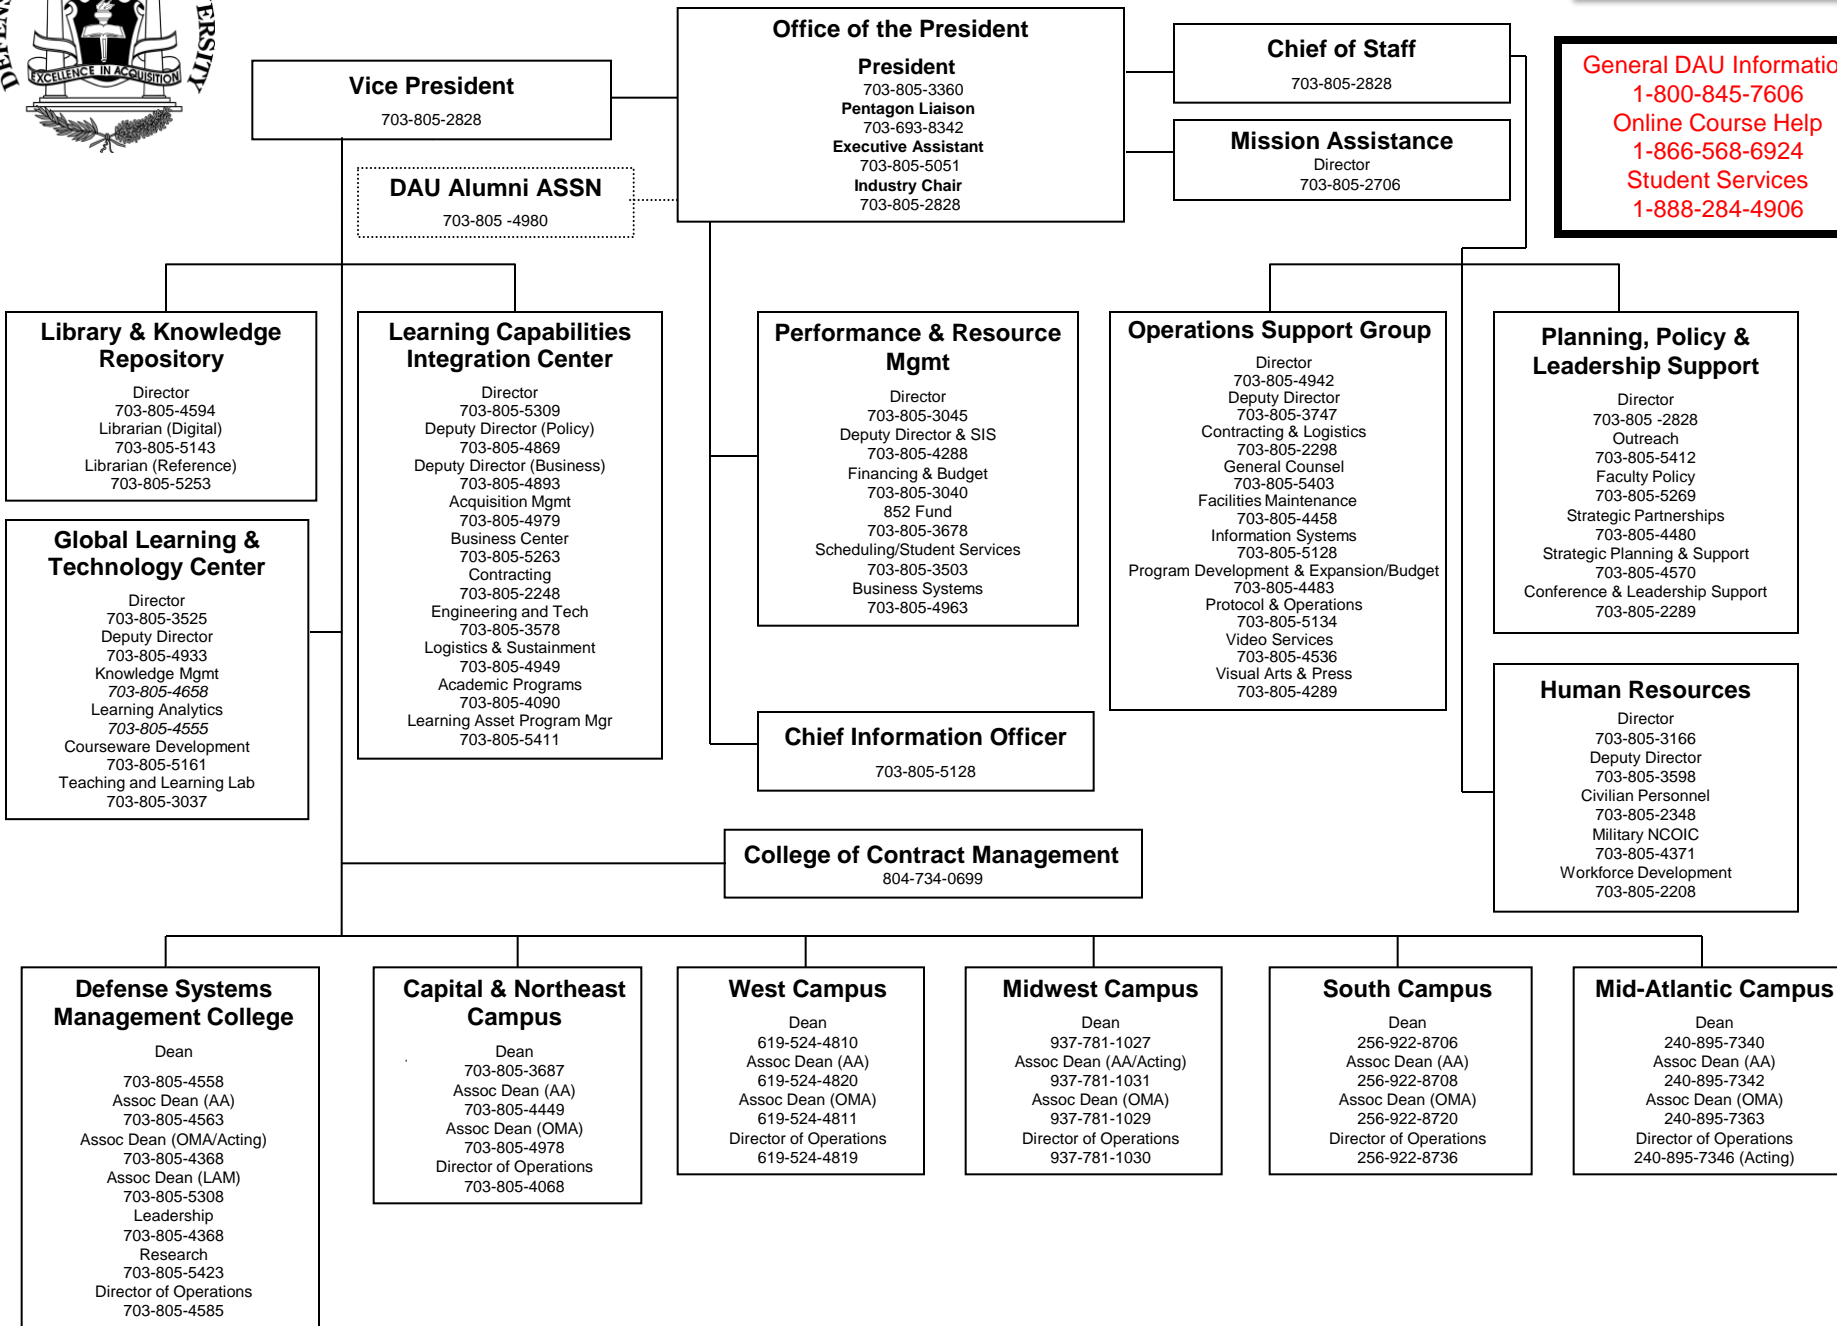 DEFENS
ERSITY
EXCELLENCE IN ACQUISITION
Office of the President
President
703-805-3360
Pentagon Liaison
703-693-8342
Executive Assistant
703-805-5051
Industry Chair
703-805-2828
Vice President
703-805-2828
Chief of Staff
703-805-2828
Mission Assistance
Director
703-805-2706
General DAU Informatio
1-800-845-7606
Online Course Help
1-866-568-6924
Student Services
1-888-284-4906
DAU Alumni ASSN
703-805 -4980
Library & Knowledge
Repository
Director
703-805-4594
Librarian (Digital)
703-805-5143
Librarian (Reference)
703-805-5253
Global Learning &
Technology Center
Director
703-805-3525
Deputy Director
703-805-4933
Knowledge Mgmt
703-805-4658
Learning Analytics
703-805-4555
Courseware Development
703-805-5161
Teaching and Learning Lab
703-805-3037
Learning Capabilities
Integration Center
Director
703-805-5309
Deputy Director (Policy)
703-805-4869
Deputy Director (Business)
703-805-4893
Acquisition Mgmt
703-805-4979
Business Center
703-805-5263
Contracting
703-805-2248
Engineering and Tech
703-805-3578
Logistics & Sustainment
703-805-4949
Academic Programs
703-805-4090
Learning Asset Program Mgr
703-805-5411
Performance & Resource
Mgmt
Director
703-805-3045
Deputy Director & SIS
703-805-4288
Financing & Budget
703-805-3040
852 Fund
703-805-3678
Scheduling/Student Services
703-805-3503
Business Systems
703-805-4963
Chief Information Officer
703-805-5128
Operations Support Group
Director
703-805-4942
Deputy Director
703-805-3747
Contracting & Logistics
703-805-2298
General Counsel
703-805-5403
Facilities Maintenance
703-805-4458
Information Systems
703-805-5128
Program Development & Expansion/Budget
703-805-4483
Protocol & Operations
703-805-5134
Video Services
703-805-4536
Visual Arts & Press
703-805-4289
Planning, Policy &
Leadership Support
Director
703-805 -2828
Outreach
703-805-5412
Faculty Policy
703-805-5269
Strategic Partnerships
703-805-4480
Strategic Planning & Support
703-805-4570
Conference & Leadership Support
703-805-2289
Human Resources
Director
703-805-3166
Deputy Director
703-805-3598
Civilian Personnel
703-805-2348
Military NCOIC
703-805-4371
Workforce Development
703-805-2208
College of Contract Management
804-734-0699
Defense Systems
Management College
Dean
703-805-4558
Assoc Dean (AA)
703-805-4563
Assoc Dean (OMA/Acting)
703-805-4368
Assoc Dean (LAM)
703-805-5308
Leadership
703-805-4368
Research
703-805-5423
Director of Operations
703-805-4585
Capital & Northeast
Campus
Dean
703-805-3687
Assoc Dean (AA)
703-805-4449
Assoc Dean (OMA)
703-805-4978
Director of Operations
703-805-4068
West Campus
Dean
619-524-4810
Assoc Dean (AA)
619-524-4820
Assoc Dean (OMA)
619-524-4811
Director of Operations
619-524-4819
Midwest Campus
Dean
937-781-1027
Assoc Dean (AA/Acting)
937-781-1031
Assoc Dean (OMA)
937-781-1029
Director of Operations
937-781-1030
South Campus
Dean
256-922-8706
Assoc Dean (AA)
256-922-8708
Assoc Dean (OMA)
256-922-8720
Director of Operations
256-922-8736
Mid-Atlantic Campus
Dean
240-895-7340
Assoc Dean (AA)
240-895-7342
Assoc Dean (OMA)
240-895-7363
Director of Operations
240-895-7346 (Acting)